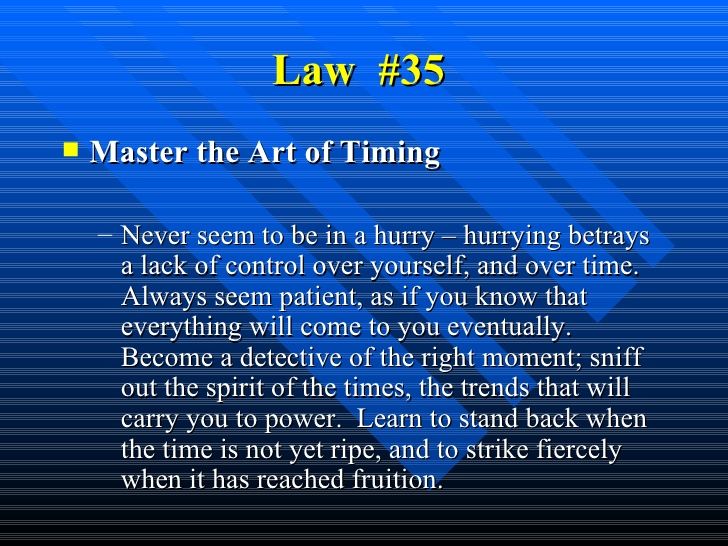 Law #35
Master the Art of Timing
– Never seem to be in a hurry – hurrying betrays
a lack of control over yourself, and over time.
Always seem patient, as if you know that
everything will come to you eventually.
Become a detective of the right moment; sniff
out the spirit of the times, the trends that will
carry you to power. Learn to stand back when
the time is not yet ripe, and to strike fiercely
when it has reached fruition.